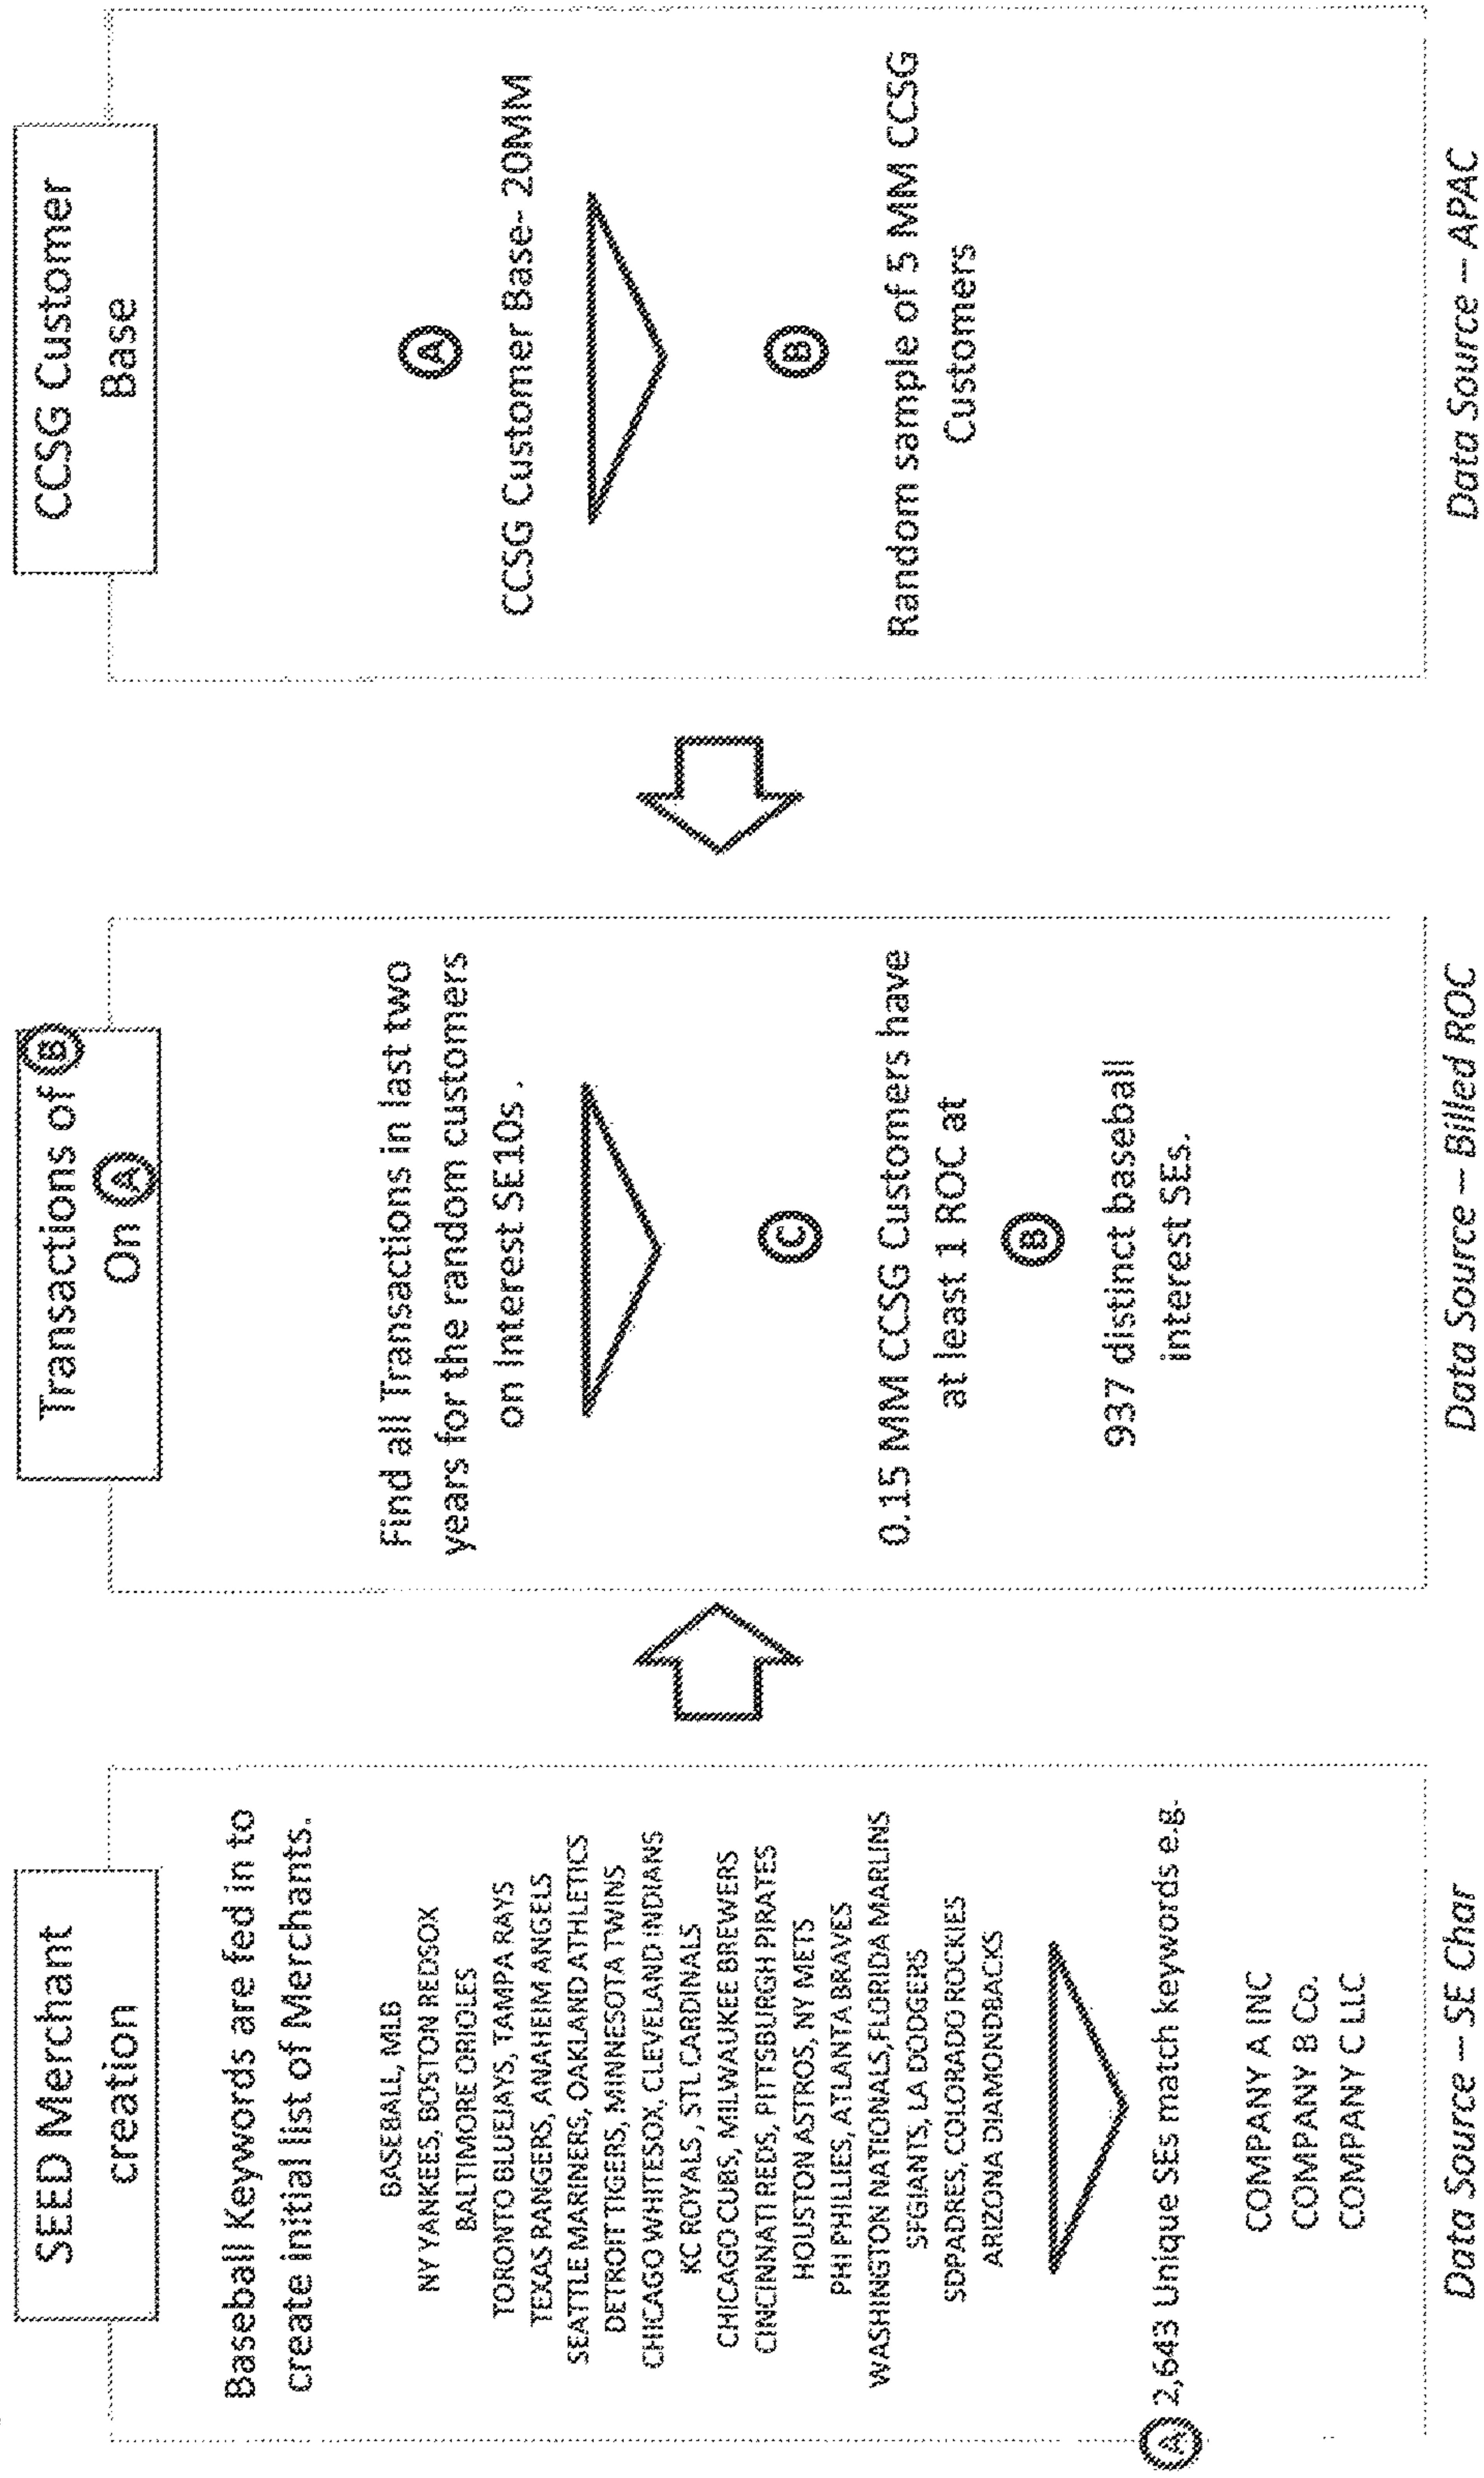 SEED Merchant
creation
Baseball Keywords are fed in to
create initial list of Merchants.
BASEBALL, MLB
NY YANKEES, BOSTON REDSOX
BALTIMORE ORIOLES
TORONTO BLUEJAYS, TAMPA RAYS
TEXAS RANGERS, ANAHEIM ANGELS
SEATTLE MARINERS, OAKLAND ATHLETICS
DETROIT TIGERS, MINNESOTA TWINS
CHICAGO WHITESOX, CLEVELAND INDIANS
KC ROYALS , STL CARDINALS
CHICAGO CUBS, MILWAUKEE BREWERS
CINCINNATI REDS, PITTSBURGH PIRATES
HOUSTON ASTROS, NY METS
PHI PHILLIES, ATLANTA BRAVES
WASHINGTON NATIONALS,FLORIDA MARLINS
SFGIANTS, LA DODGERS
SDPADRES, COLORADO ROCKIES
ARIZONA DIAMONDBACKS
A 2,643 Unique SEs match keywords e.g.
COMPANY A INC
COMPANY B Co.
COMPANY C LLC
Data Source – SE Char
Transactions of B
On A
Find all Transactions in last two
years for the random customers
on Interest SE10s .
C
0.15 MM CCSG Customers have
at least 1 ROC at
B
937 distinct baseball
interest SEs.
Data Source – Billed ROC
CCSG Customer
Base
A
CCSG Customer Base- 20MM
B
Random sample of 5 MM CCSG
Customers
Data Source – APAC